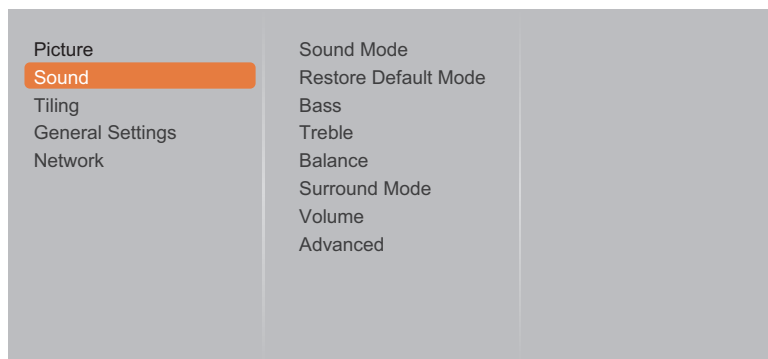 Picture
Sound
Tiling
General Settings
Network
Sound Mode
Restore Default Mode
Bass
Treble
Balance
Surround Mode
Volume
Advanced